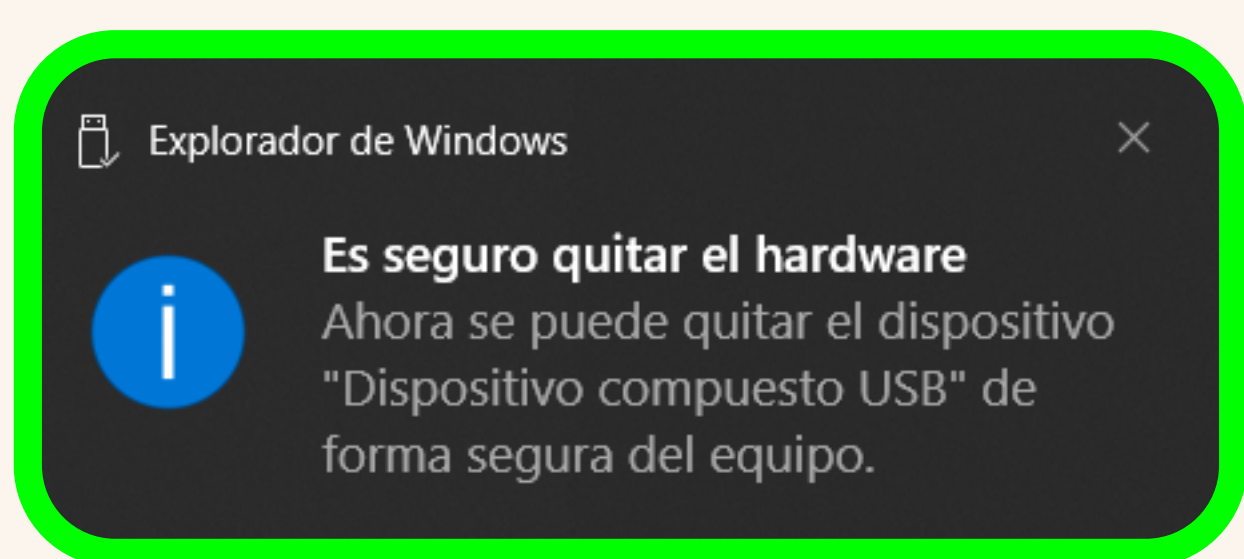 Explorador de Windows
Es seguro quitar el hardware
Ahora se puede quitar el dispositivo
"Dispositivo compuesto USB" de
forma segura del equipo.